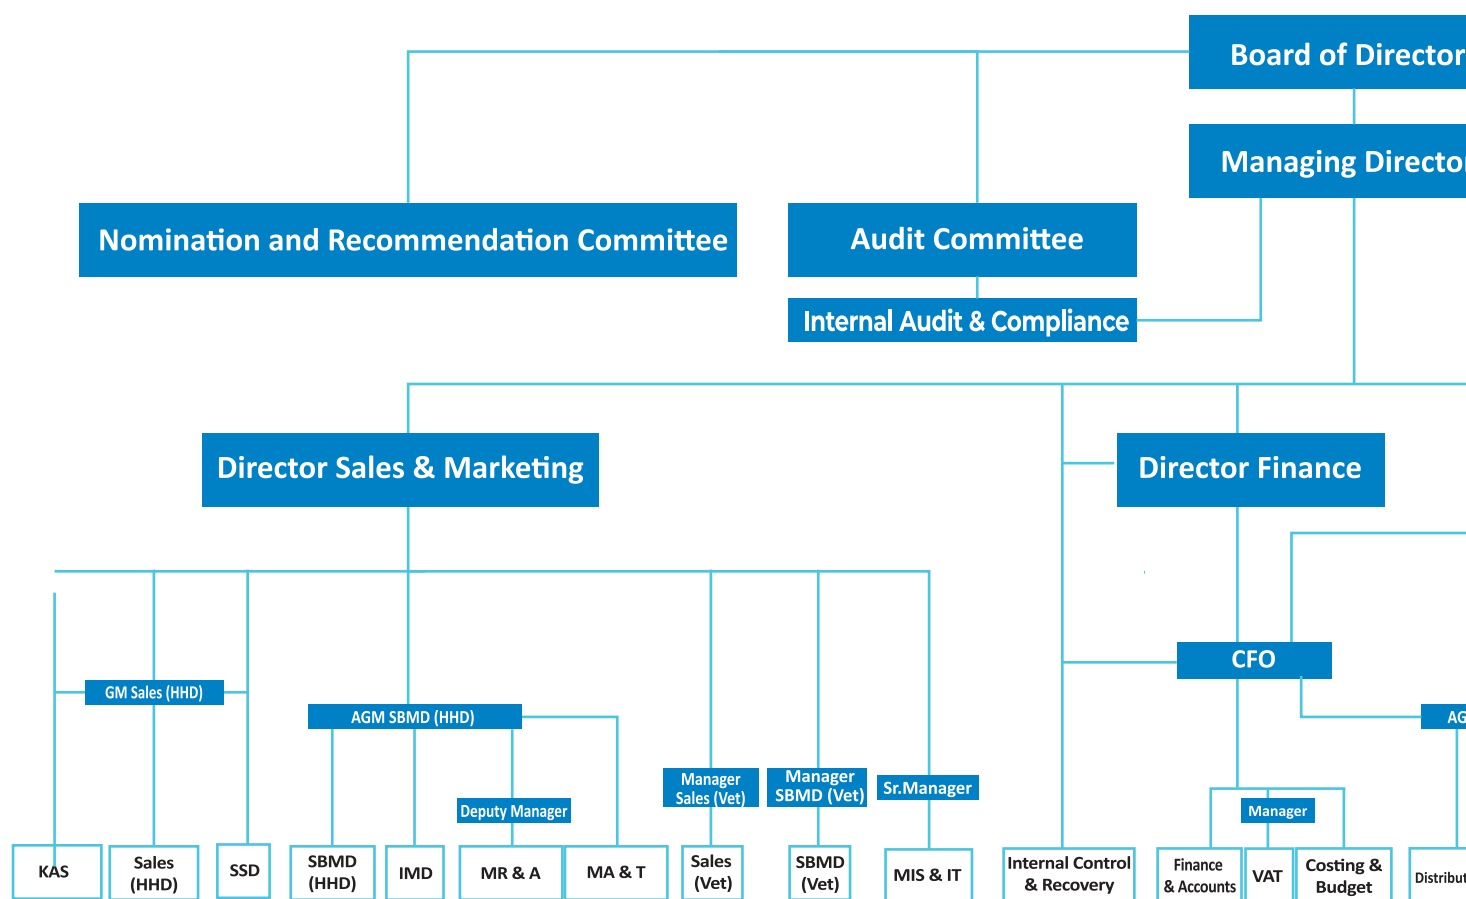 Board of Director
Managing Director
Nomination and Recommendation Committee
Audit Committee
Internal Audit & Compliance
Director Sales & Marketing
Director Finance
CFO
GM Sales (HHD)
AGM SBMD (HHD)
AG
Manager
Sales (Vet)
Manager
SBMD (Vet)
Sr.Manager
Deputy Manager
Manager
KAS
Sales
(HHD)
SSD
SBMD
(HHD)
IMD
MR & A
MA & T
Sales
(Vet)
SBMD
(Vet)
MIS & IT
Internal Control
& Recovery
Finance
& Accounts
VAT
Costing &
Budget
Distribut